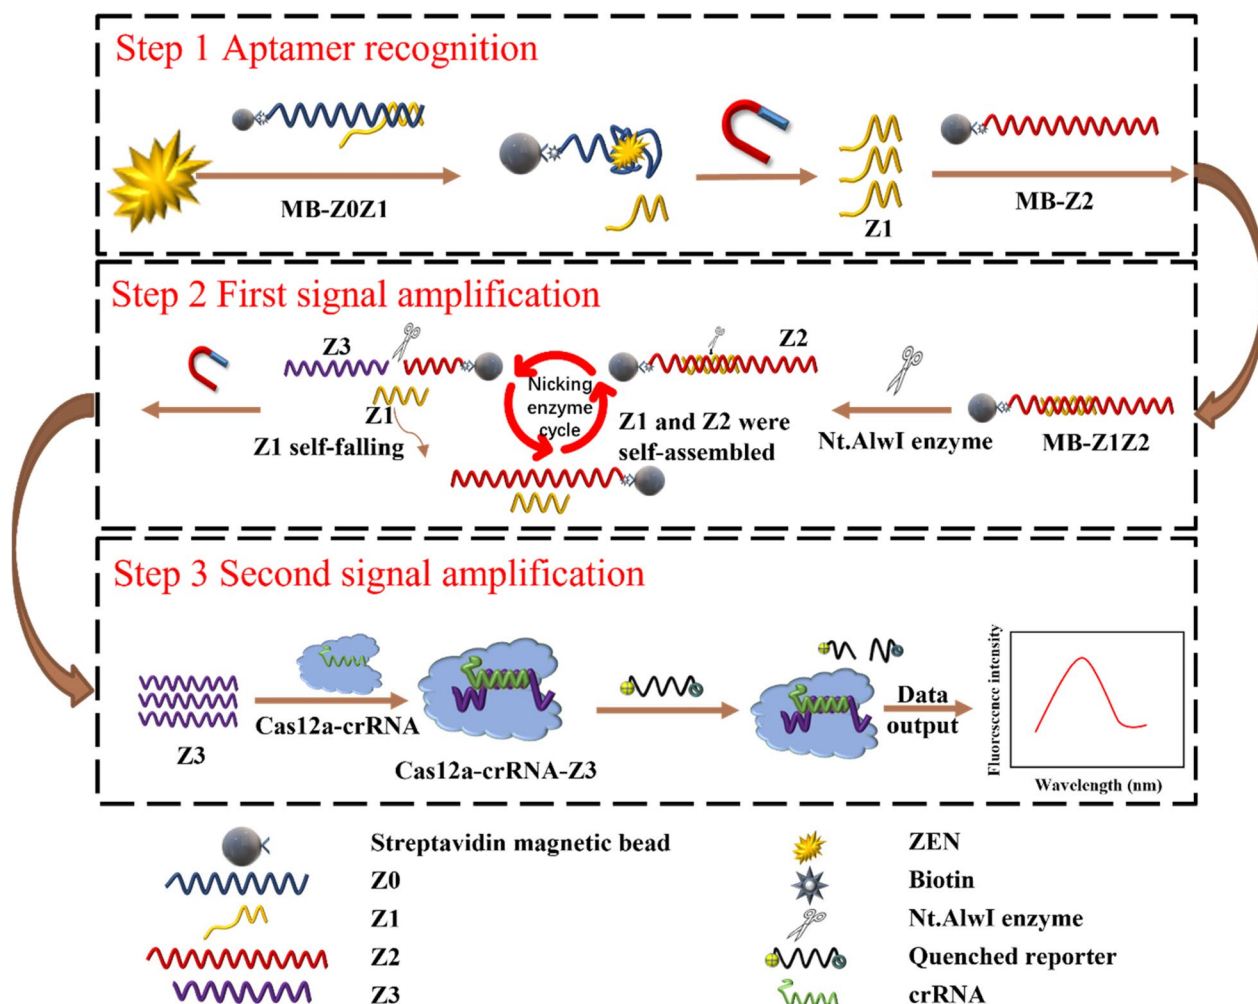 Step 1 Aptamer recognition
MB-Z0Z1
Z1
MB-Z2
Step 2 First signal amplification
Z3
Z2
Nicking
enzyme
cycle
Z1
Z1 self-falling
Z1 and Z2 were
self-assembled
Nt.AlwI enzyme
MB-Z1Z2
Step 3 Second signal amplification
Z3
Cas12a-crRNA
Cas12a-crRNA-Z3
Data
output
Fluorescence intensity
Wavelength (nm)
Streptavidin magnetic bead
Z0
Z1
Z2
Z3
ZEN
Biotin
Nt.AlwI enzyme
Quenched reporter
crRNA